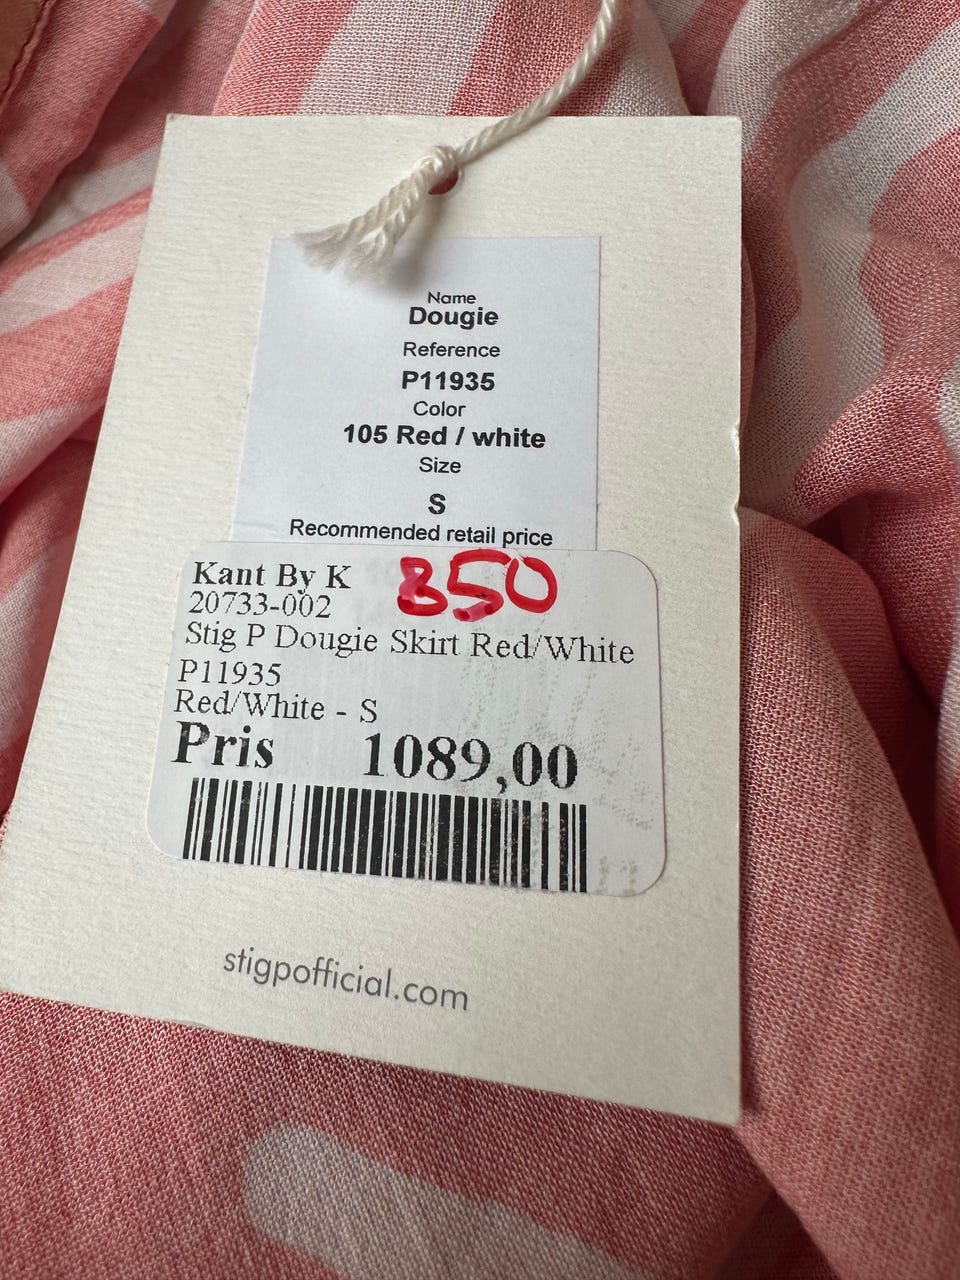 Name
Dougie
Reference
P11935
Color
105 Red / white
Size
S
Recommended retail price
Kant By K 850
20733-002
Stig P Dougie Skirt Red/White
P11935
Red/White - S
Pris 1089,00
stigpofficial.com